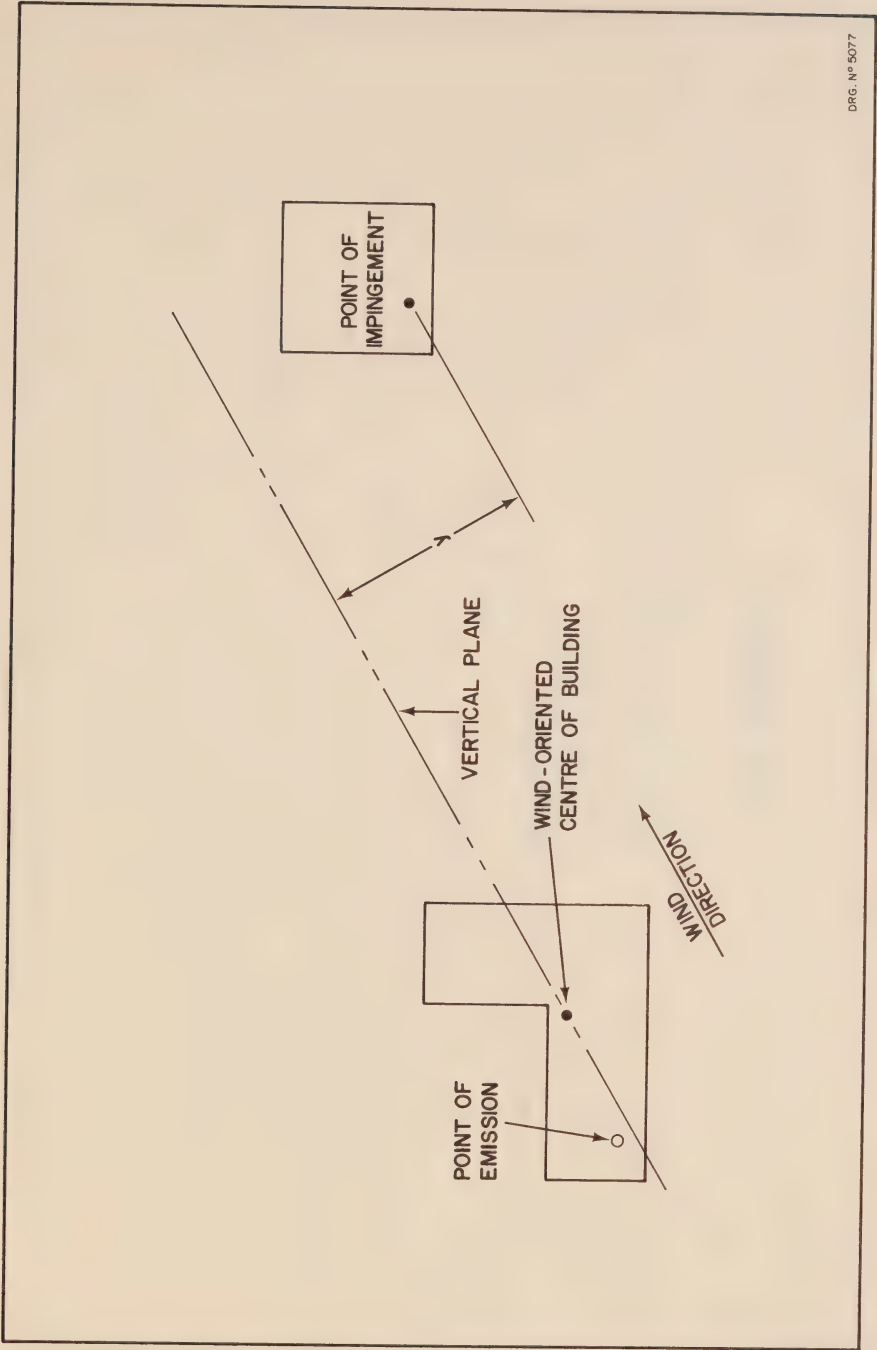 POINT OF
IMPINGEMENT
Y
VERTICAL PLANE
WIND-ORIENTED
CENTRE OF BUILDING
WIND
DIRECTION
POINT OF
EMISSION
DRG. Nº 5077